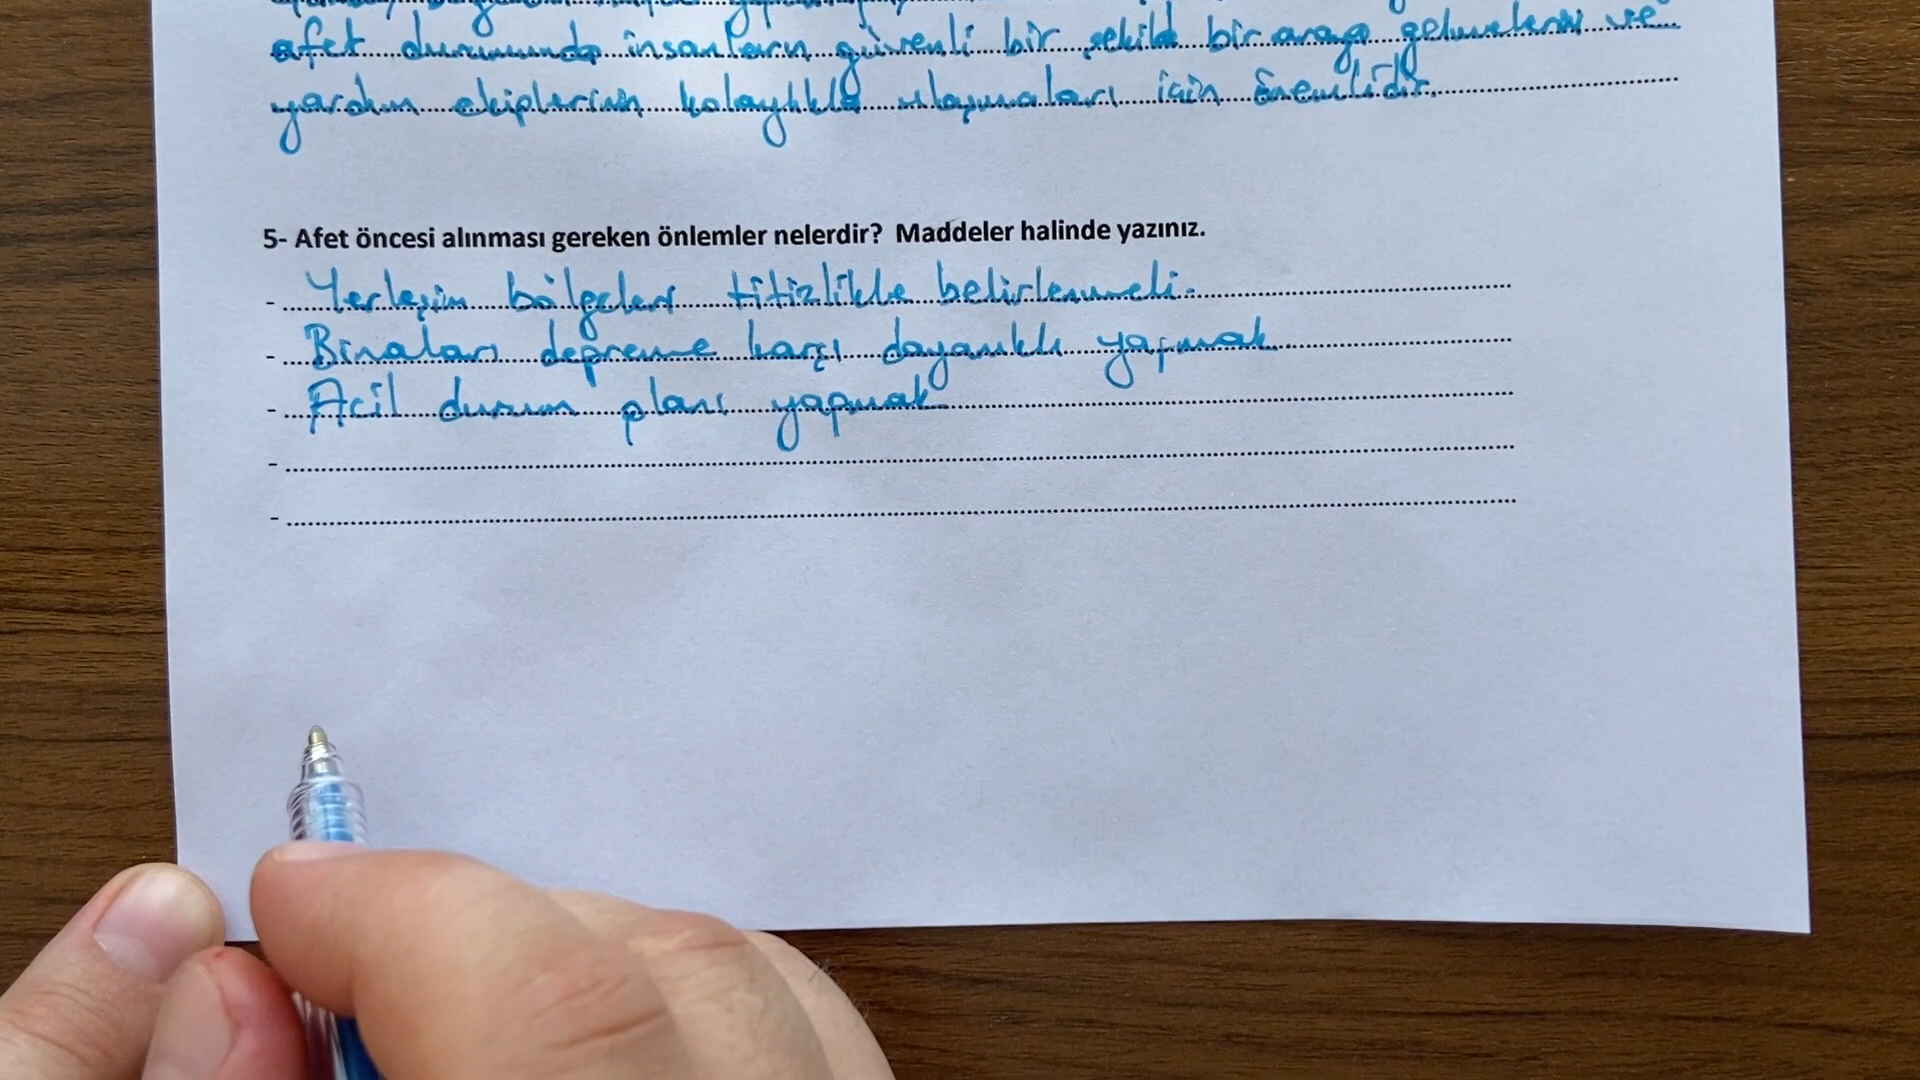 afet durumunda insanların güvenli bir şekilde bir araya gelmeleri ve
yardım ekiplerinin kolaylıkla ulaşmaları için önemlidir.
5- Afet öncesi alınması gereken önlemler nelerdir? Maddeler halinde yazınız.
- Yerleşim bölgeleri titizlikle belirlenmeli.
- Binaları depreme karşı dayanıklı yapmak
- Acil durum planı yapmak
-
-